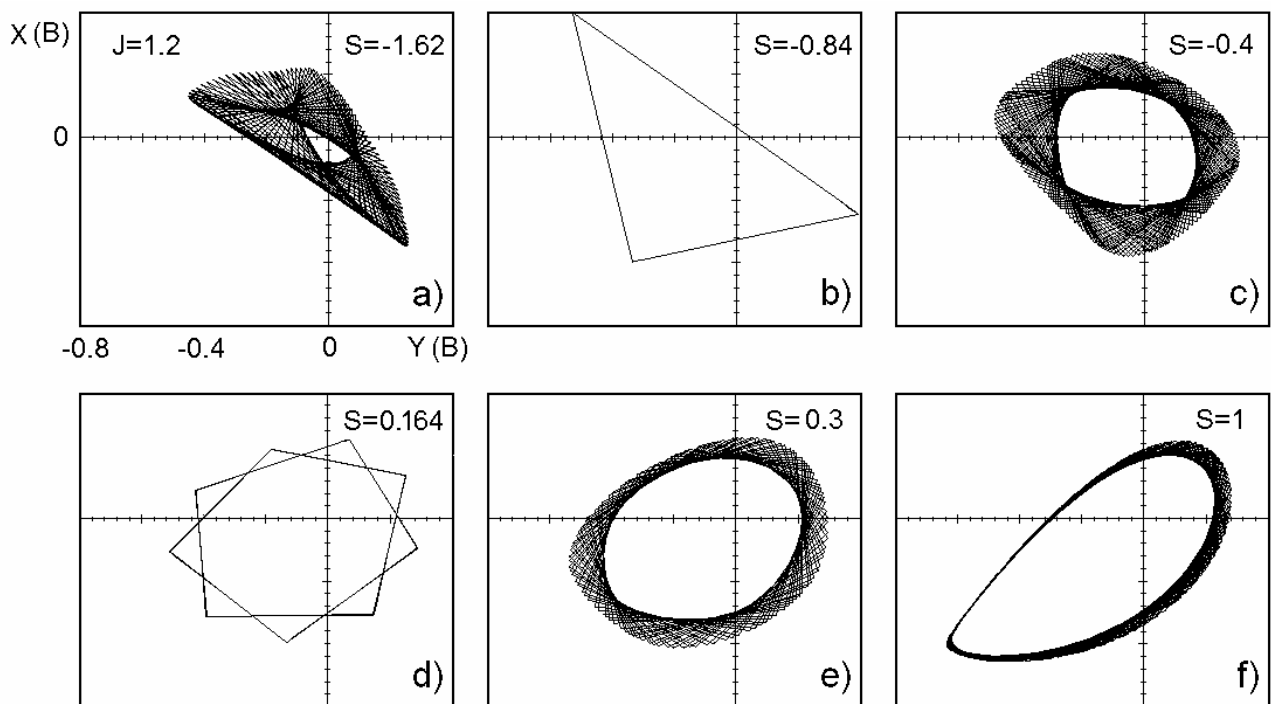 X (B) J=1.2 S=-1.62 S=-0.84 S=-0.4
0
a) b) c)
-0.8 -0.4 0 Y (B)
S=0.164 S=0.3 S=1
d) e) f)